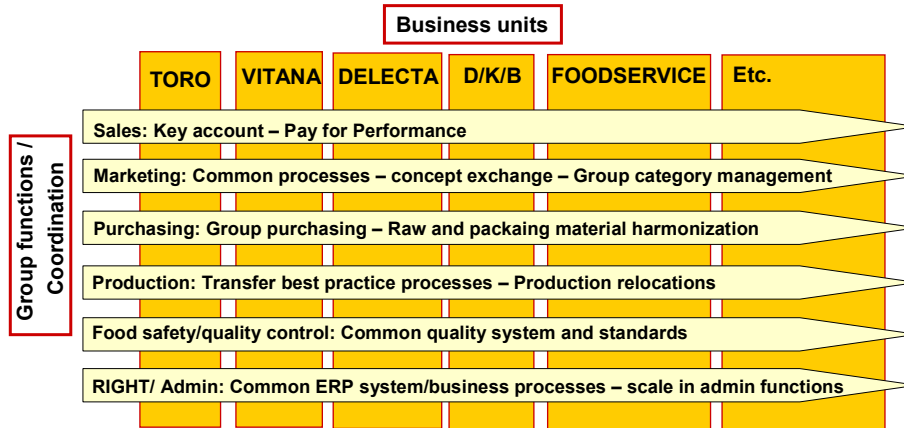 Business units
TORO
VITANA
DELECTA
D/K/B
FOODSERVICE
Etc.
Group functions /
Coordination
Sales: Key account – Pay for Performance
Marketing: Common processes – concept exchange – Group category management
Purchasing: Group purchasing – Raw and packaing material harmonization
Production: Transfer best practice processes – Production relocations
Food safety/quality control: Common quality system and standards
RIGHT/ Admin: Common ERP system/business processes – scale in admin functions